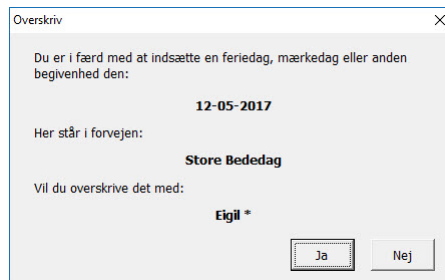 Overskriv
Du er i færd med at indsætte en feriedag, mærkedag eller anden
begivenhed den:
12-05-2017
Her står i forvejen:
Store Bededag
Vil du overskrive det med:
Eigil *
Ja Nej